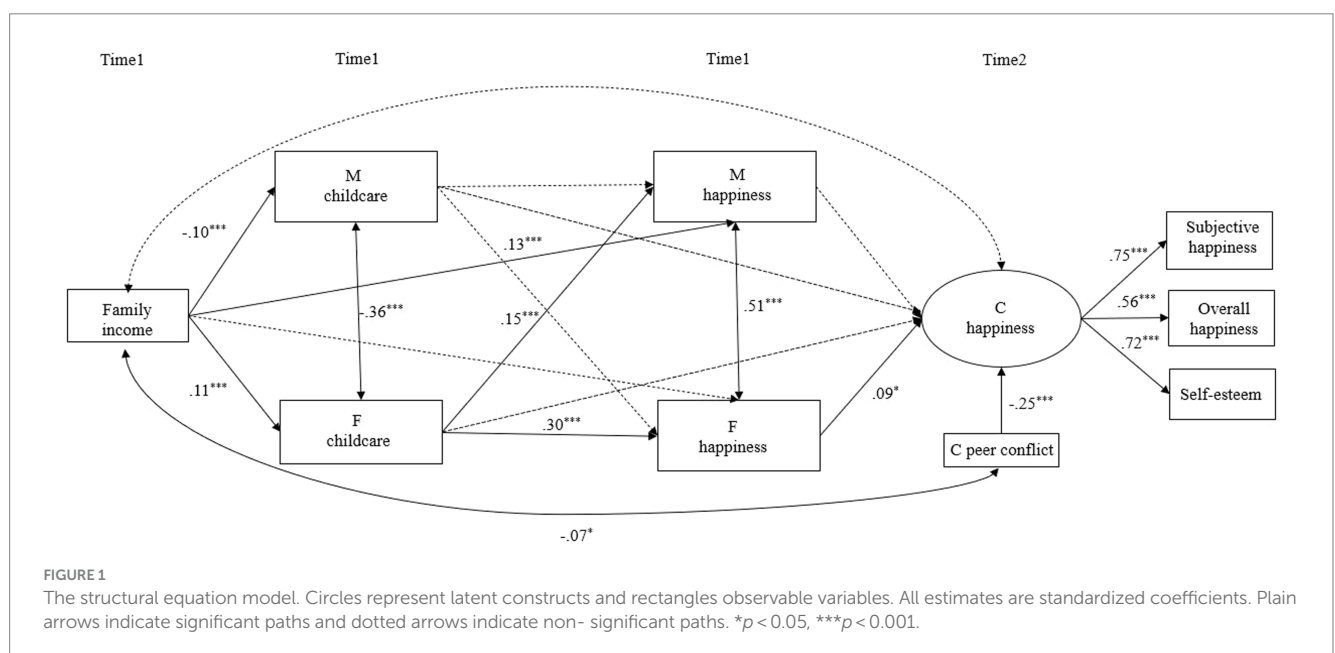 Time1
Time1
Time1
Time2
M
childcare
M
happiness
Subjective
happiness
-.10***
.13***
.75***
Family
income
-.36***
.15***
.51***
C
happiness
.56***
Overall
happiness
.72***
.11***
.09*
-.25***
Self-esteem
F
childcare
.30***
F
happiness
C peer conflict
-.07*
FIGURE 1
The structural equation model. Circles represent latent constructs and rectangles observable variables. All estimates are standardized coefficients. Plain
arrows indicate significant paths and dotted arrows indicate non- significant paths. *p < 0.05, ***p < 0.001.